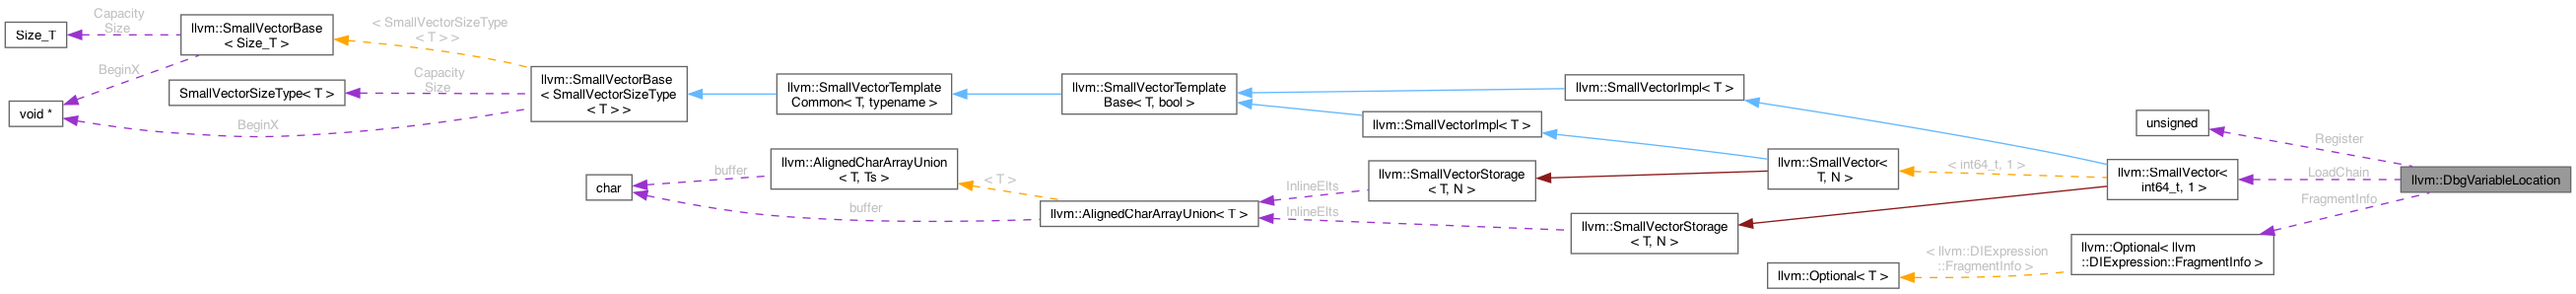 Size_T
void *
Capacity
Size
BeginX
llvm::SmallVectorBase
< Size_T >
SmallVectorSizeType< T >
BeginX
< SmallVectorSizeType
< T > >
Capacity
Size
llvm::SmallVectorBase
< SmallVectorSizeType
< T > >
char
buffer
buffer
llvm::SmallVectorTemplate
Common< T, typename >
llvm::AlignedCharArrayUnion
< T, Ts >
< T >
llvm::SmallVectorTemplate
Base< T, bool >
llvm::AlignedCharArrayUnion< T >
InlineElts
InlineElts
llvm::SmallVectorImpl< T >
llvm::SmallVectorStorage
< T, N >
llvm::SmallVectorImpl< T >
llvm::SmallVectorStorage
< T, N >
llvm::SmallVector<
T, N >
llvm::Optional< T >
< int64_t, 1 >
< llvm::DIExpression
::FragmentInfo >
unsigned
llvm::SmallVector<
int64_t, 1 >
llvm::Optional< llvm
::DIExpression::FragmentInfo >
Register
LoadChain
FragmentInfo
llvm::DbgVariableLocation